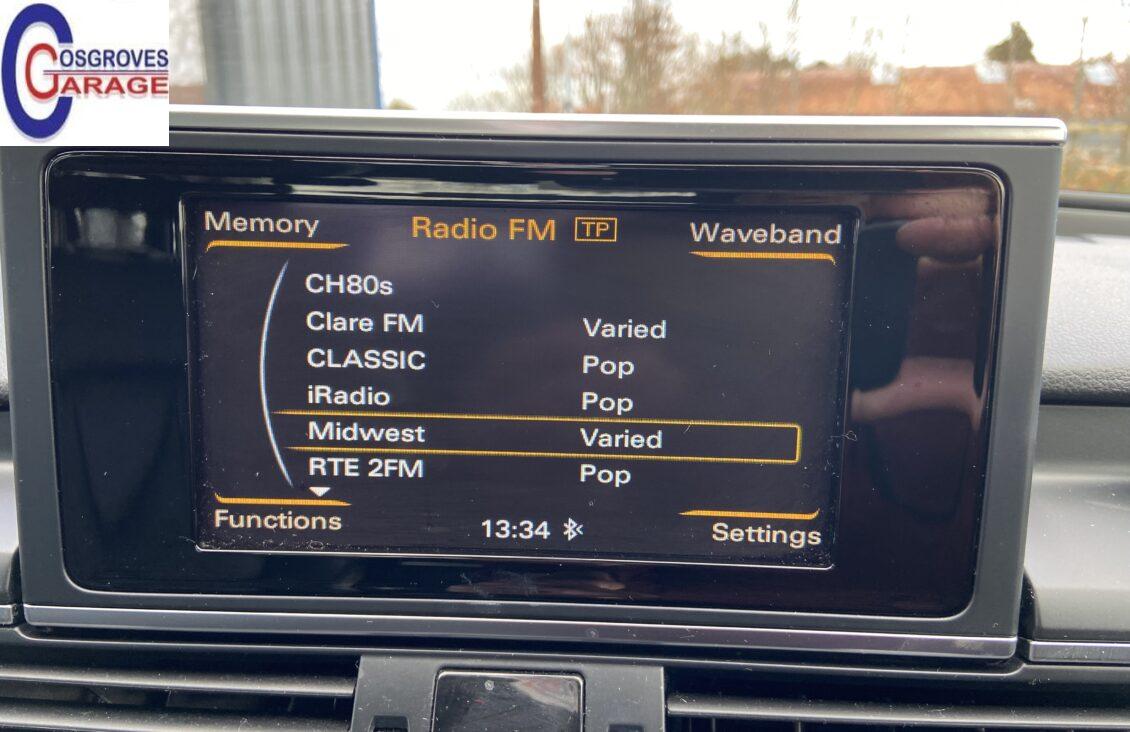 COSGROVES
GARAGE
Memory Radio FM TP Waveband
CH80s
Clare FM Varied
CLASSIC Pop
iRadio Pop
Midwest Varied
RTE 2FM Pop
Functions 13:34 Settings